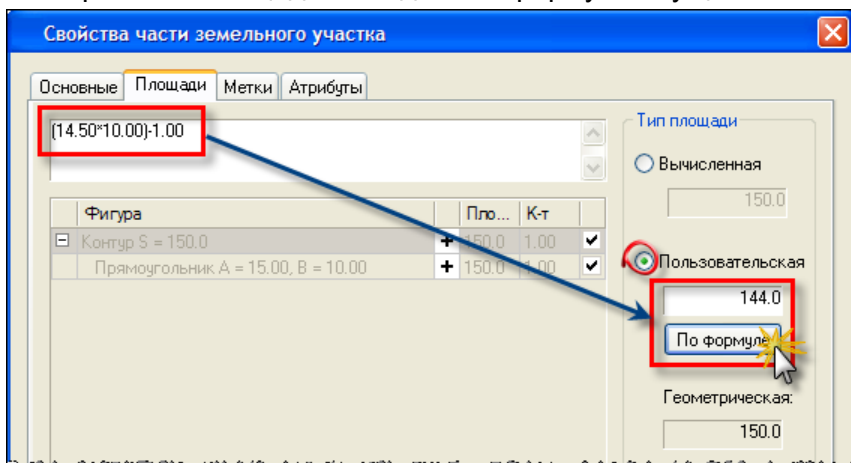 Свойства части земельного участка
Основные Площади Метки Атрибуты
(14.50*10.00)-1.00
Тип площади
Вычисленная
150.0
Фигура Пло... К-т
Контур S = 150.0 + 150.0 1.00
Прямоугольник A = 15.00, B = 10.00 + 150.0 1.00
Пользовательская
144.0
По формуле
Геометрическая:
150.0